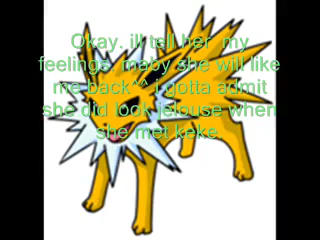 Okay. ill tell her  my
feelings  maby she will like
me back^^ i gotta admit
she did look jelouse when
she met keke.